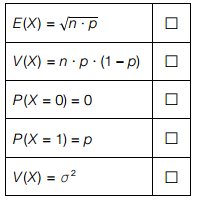 E(X) = √n · p ☐
V(X) = n · p · (1 – p) ☐
P(X = 0) = 0 ☐
P(X = 1) = p ☐
V(X) = σ² ☐